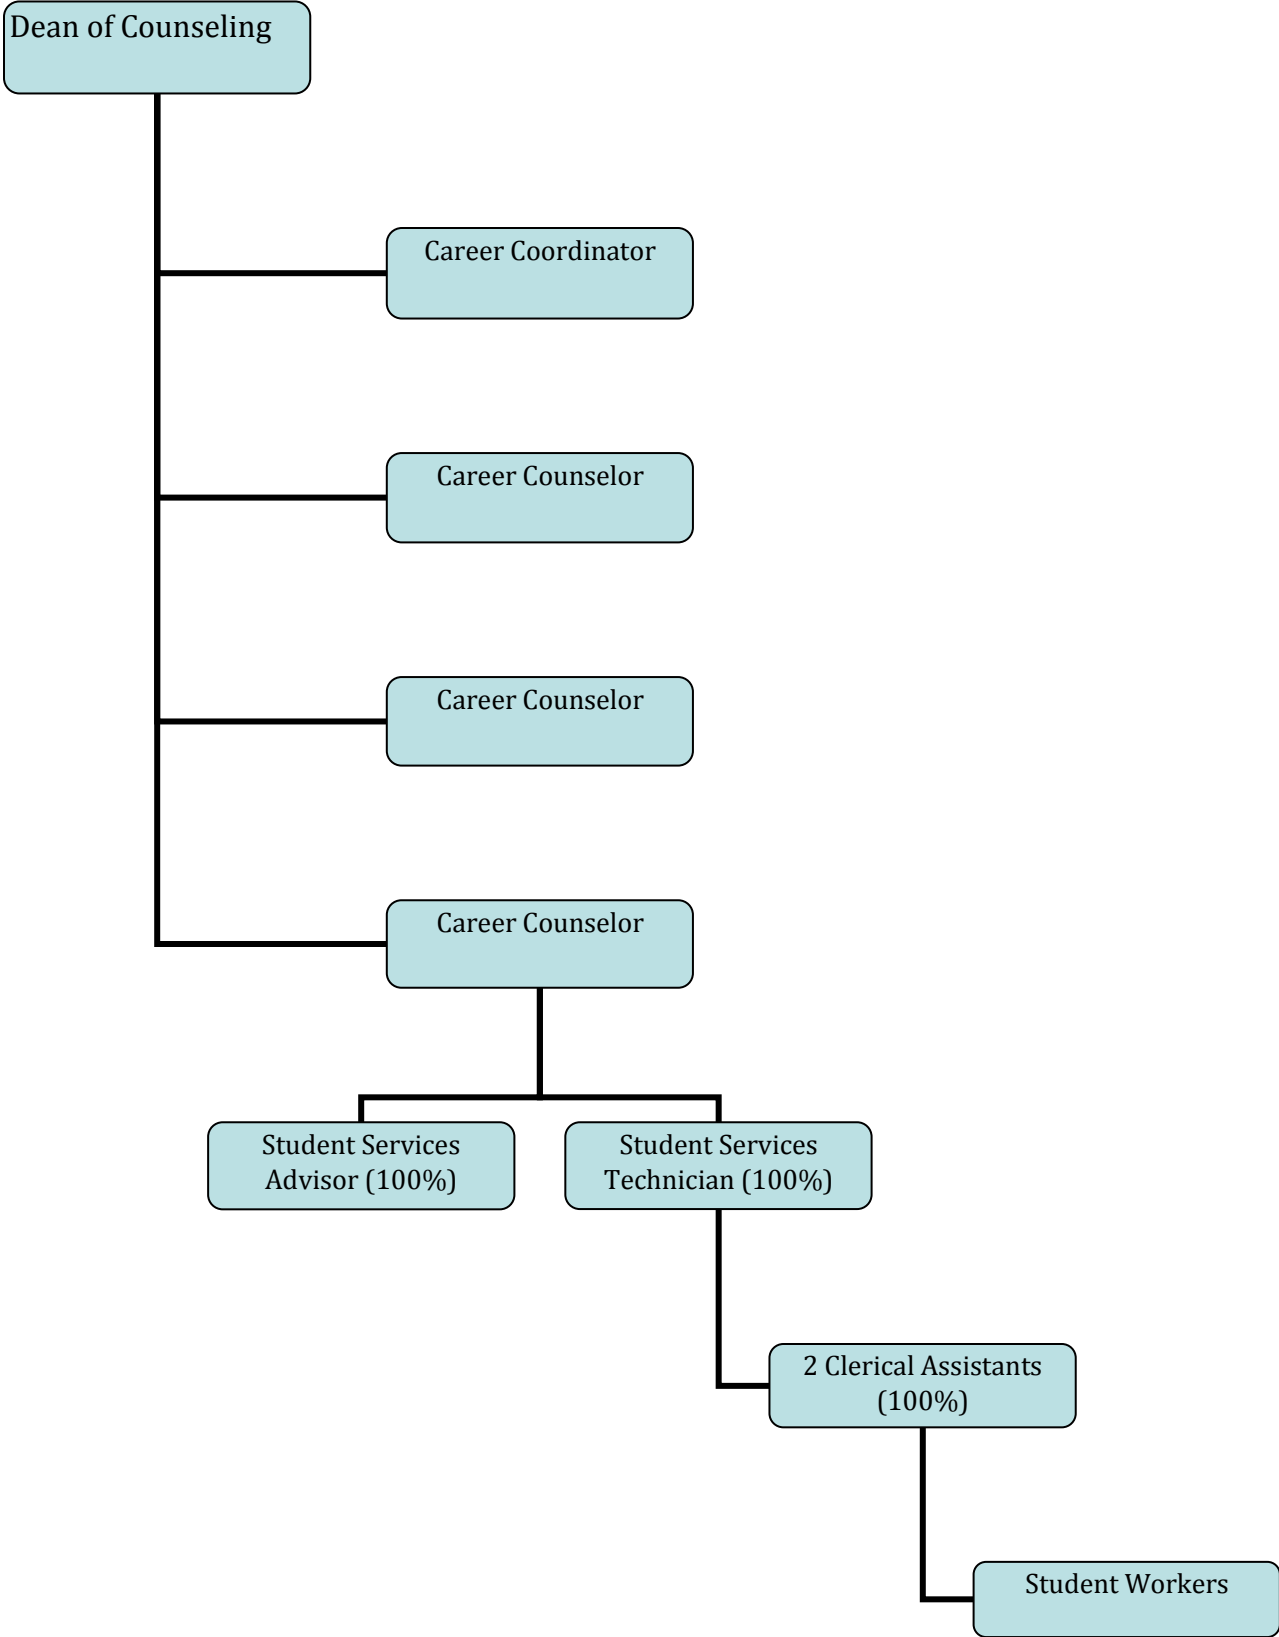 Dean of Counseling
Career Coordinator
Career Counselor
Career Counselor
Career Counselor
Student Services
Advisor (100%)
Student Services
Technician (100%)
2 Clerical Assistants
(100%)
Student Workers